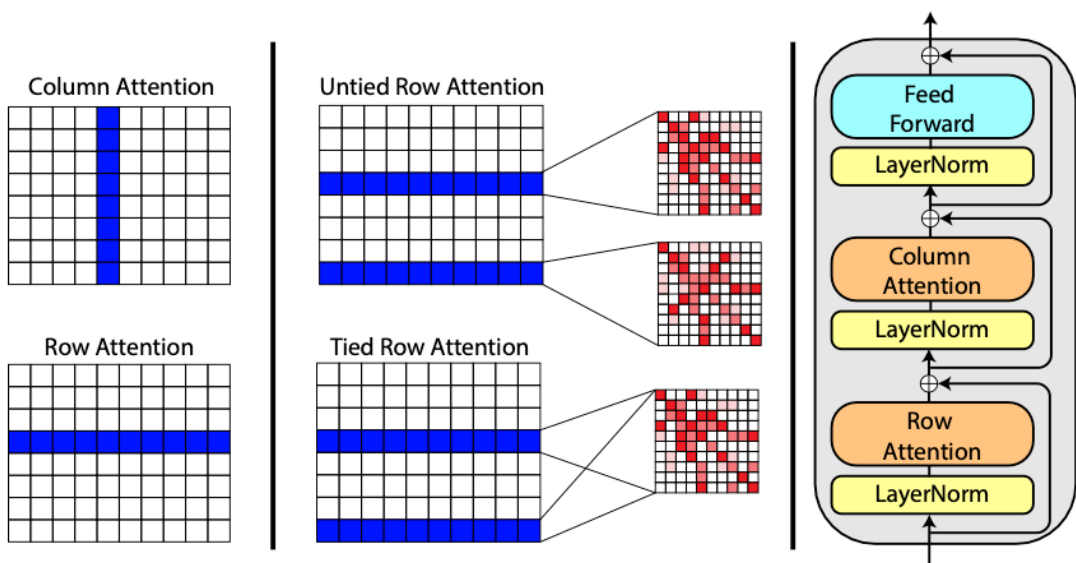 Column Attention
Row Attention
Untied Row Attention
Tied Row Attention
Feed
Forward
LayerNorm
Column
Attention
LayerNorm
Row
Attention
LayerNorm